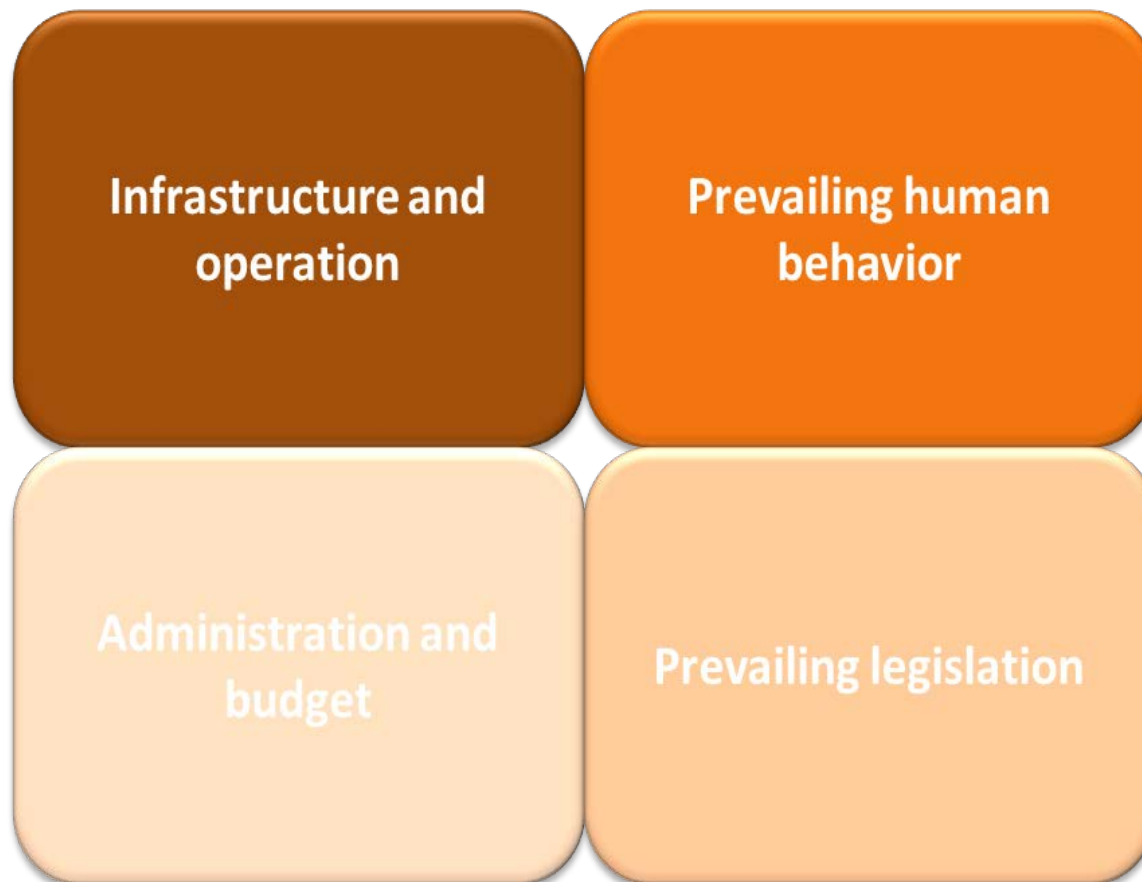 Infrastructure and
operation
Prevailing human
behavior
Administration and
budget
Prevailing legislation